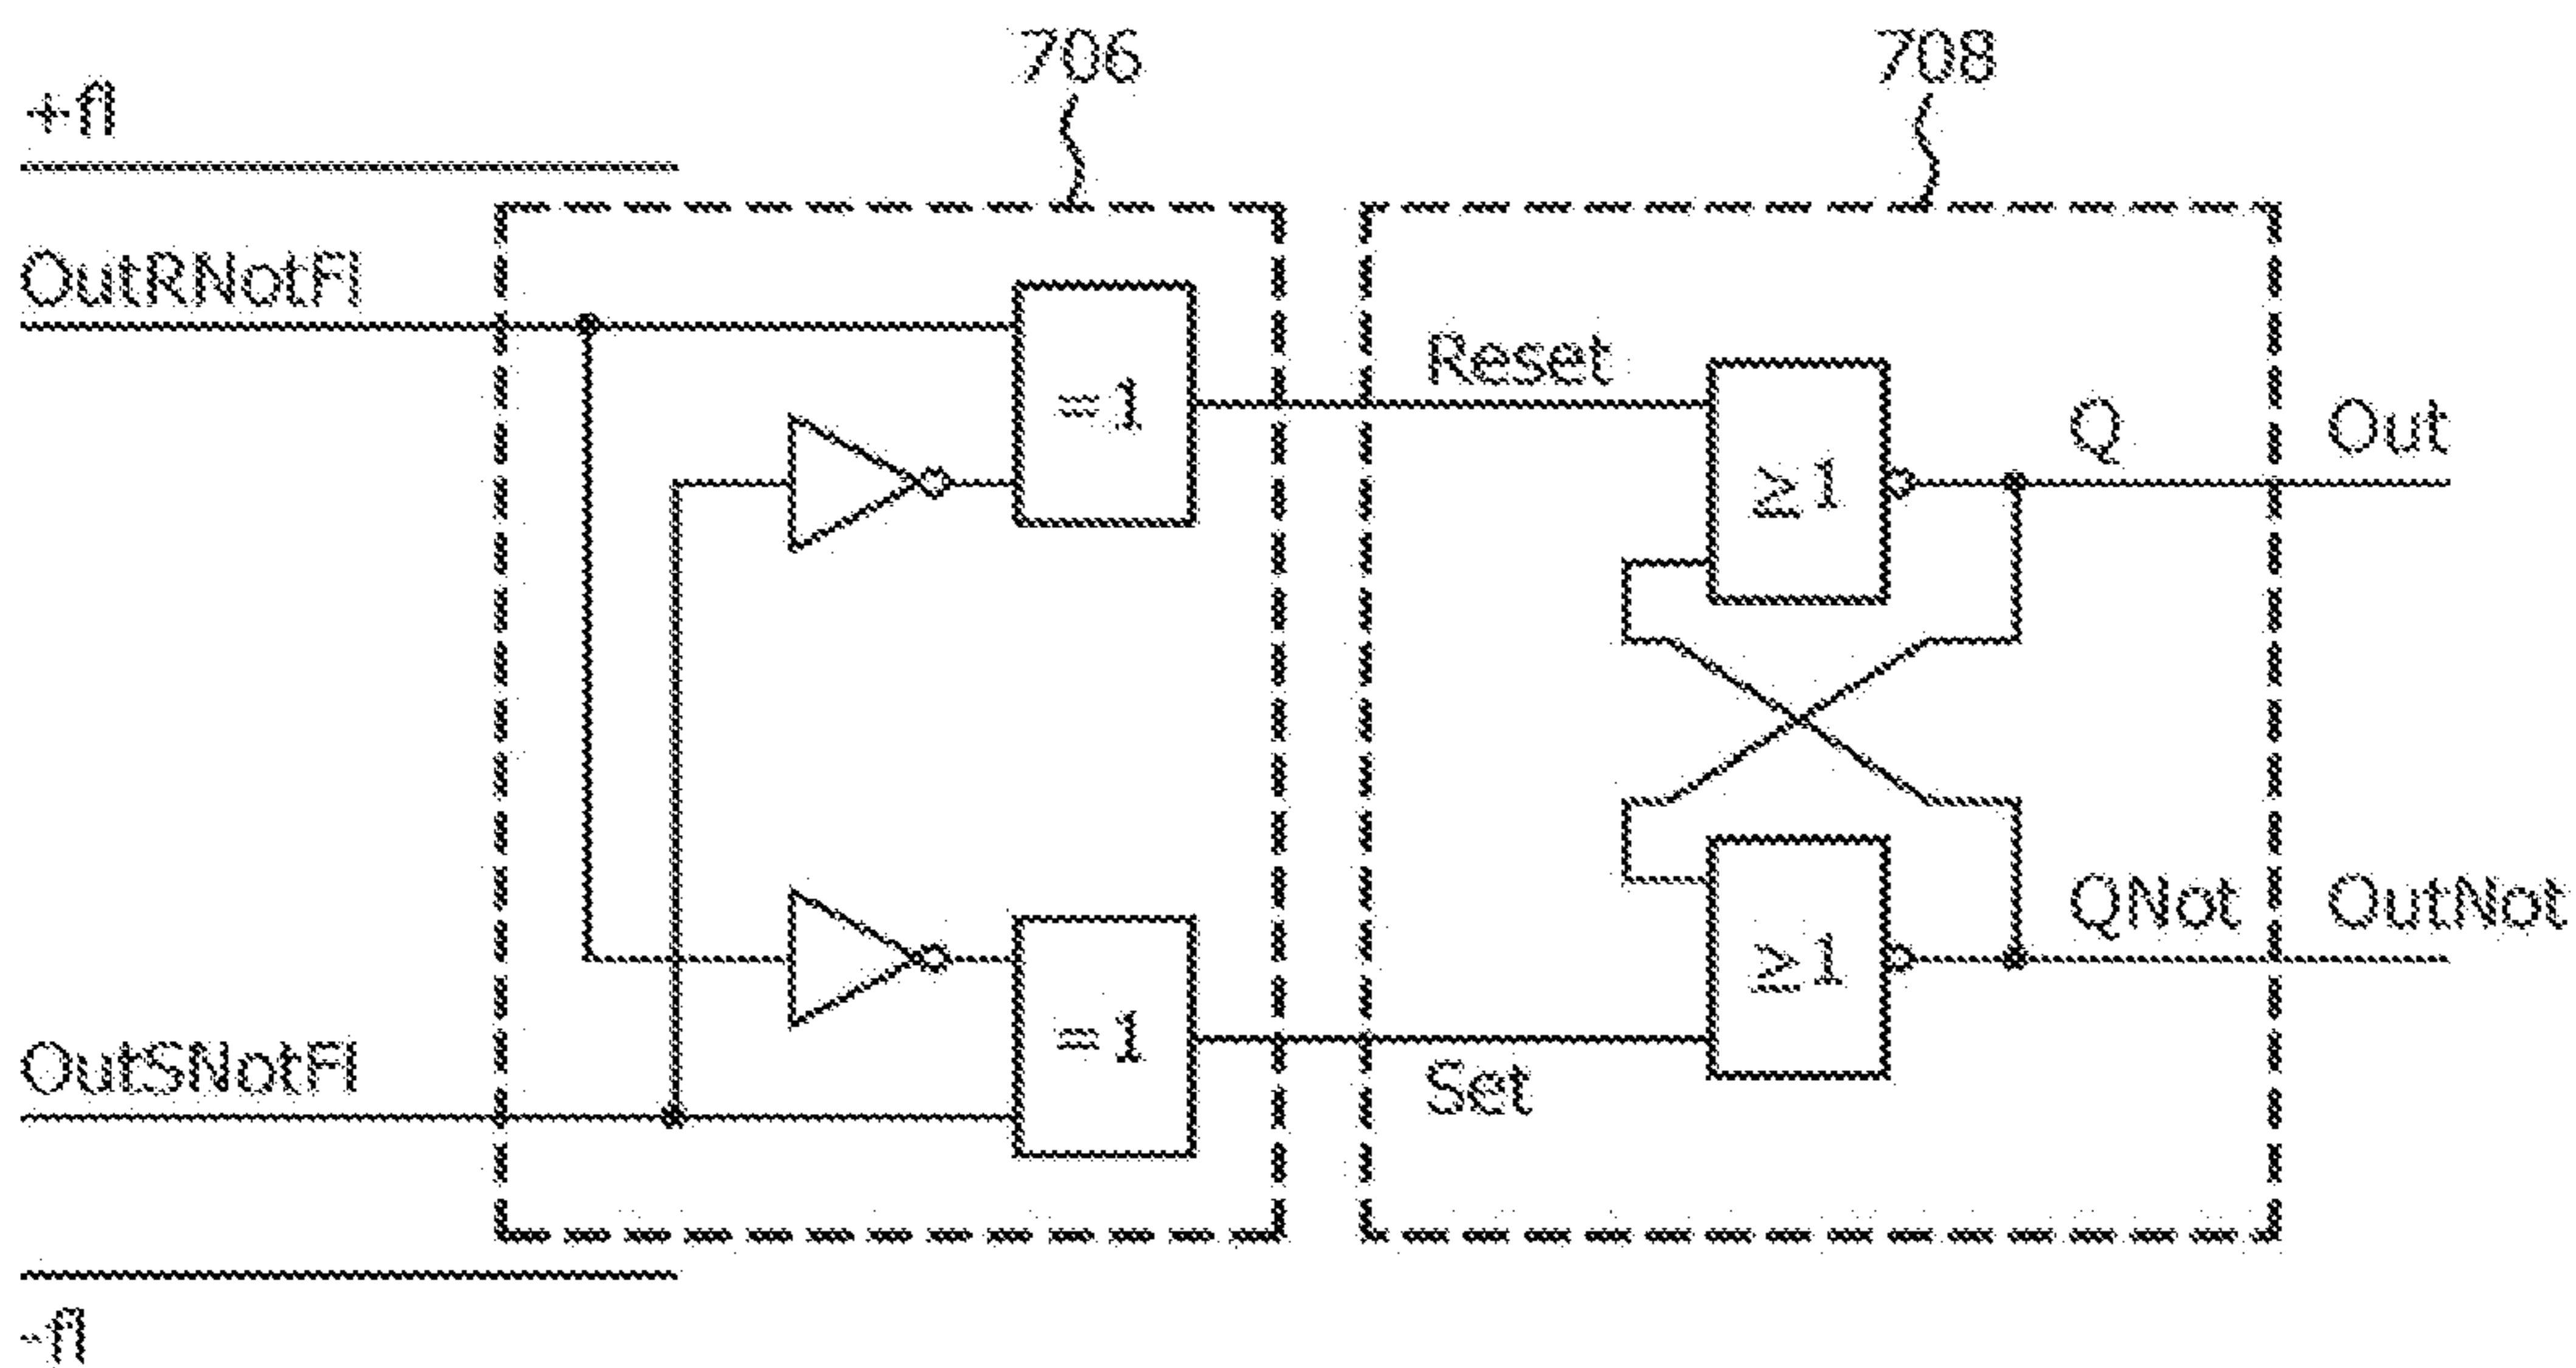 706
708
+fl
OutRNotFl
=1
Reset
≥1
Q
Out
=1
≥1
QNot
OutNot
OutSNotFl
Set
-fl